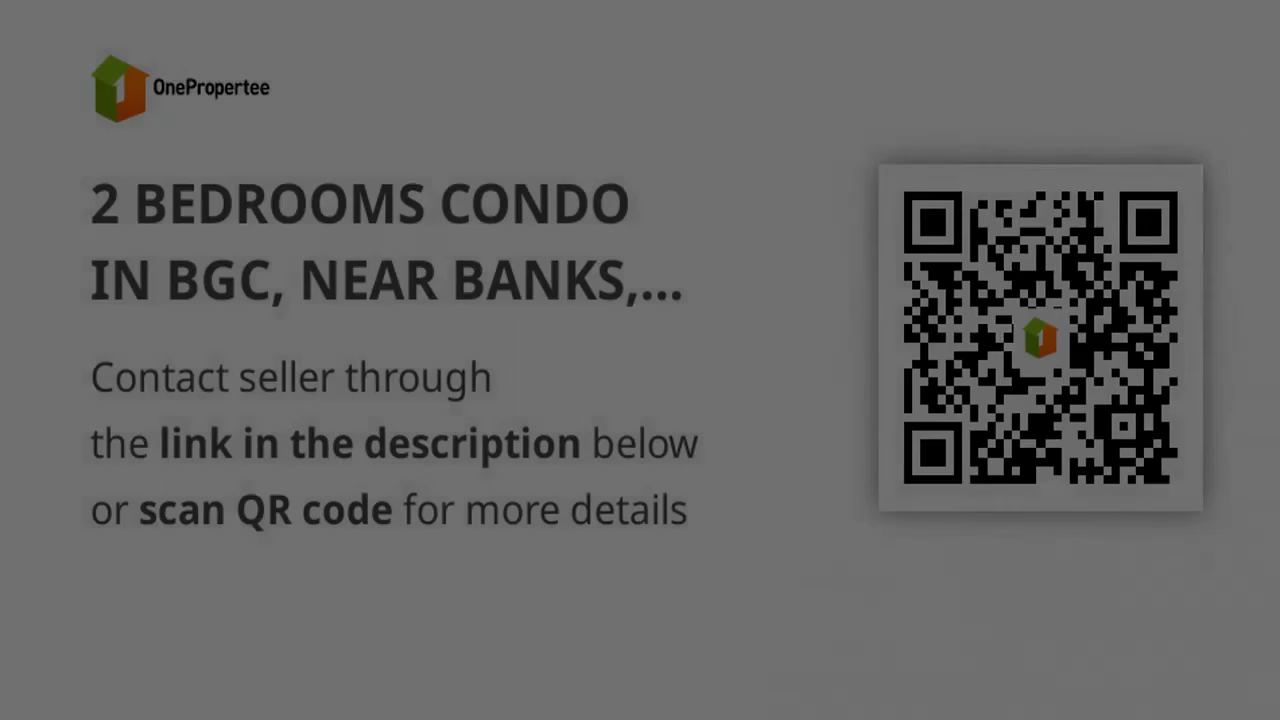 OnePropertee
2 BEDROOMS CONDO
IN BGC, NEAR BANKS,...
Contact seller through
the link in the description below
or scan QR code for more details